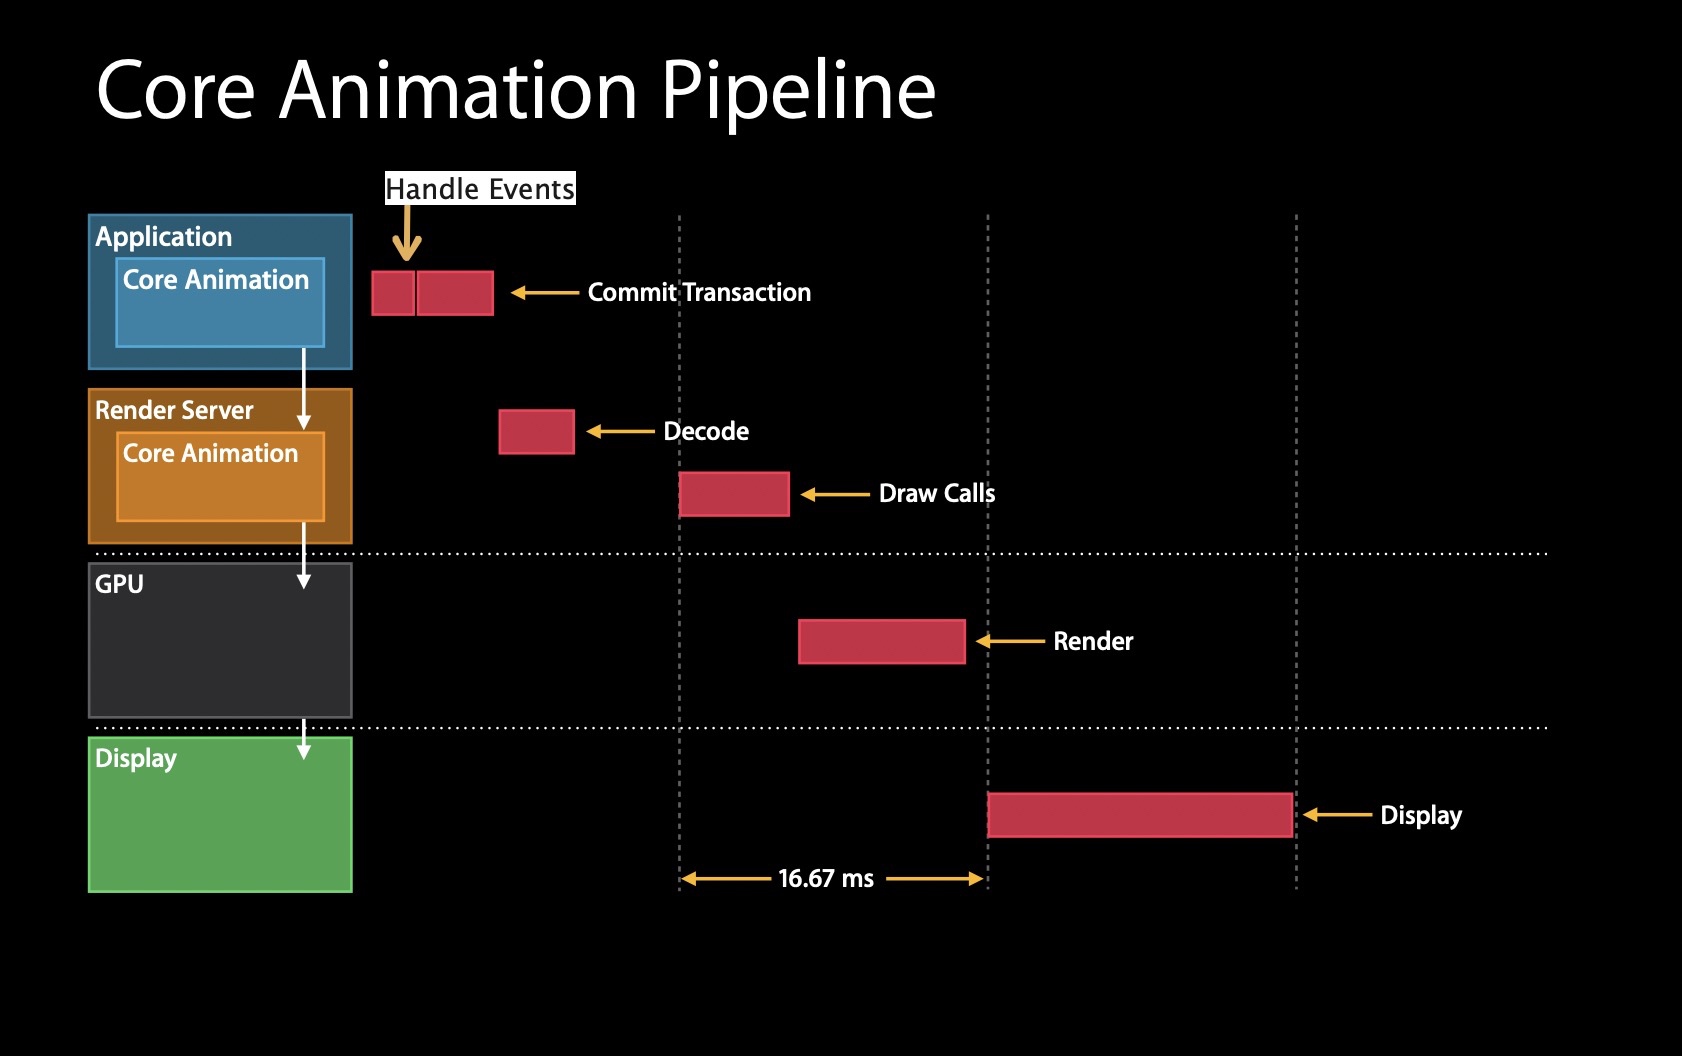 Core Animation Pipeline
Handle Events
Application
Core Animation
Commit Transaction
Render Server
Core Animation
Decode
Draw Calls
GPU
Render
Display
Display
16.67 ms